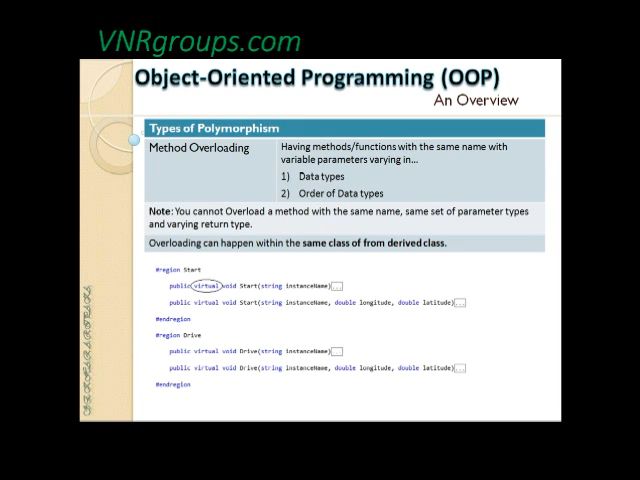 VNRgroups.com
Object-Oriented Programming (OOP)
An Overview
Types of Polymorphism
Method Overloading
Having methods/functions with the same name with
variable parameters varying in...
1) Data types
2) Order of Data types
Note: You cannot Overload a method with the same name, same set of parameter types
and varying return type.
Overloading can happen within the same class of from derived class.
#region Start
public virtual void Start(string instanceName)...
public virtual void Start(string instanceName, double longitude, double latitude)...
#endregion
#region Drive
public virtual void Drive(string instanceName)...
public virtual void Drive(string instanceName, double longitude, double latitude)...
#endregion